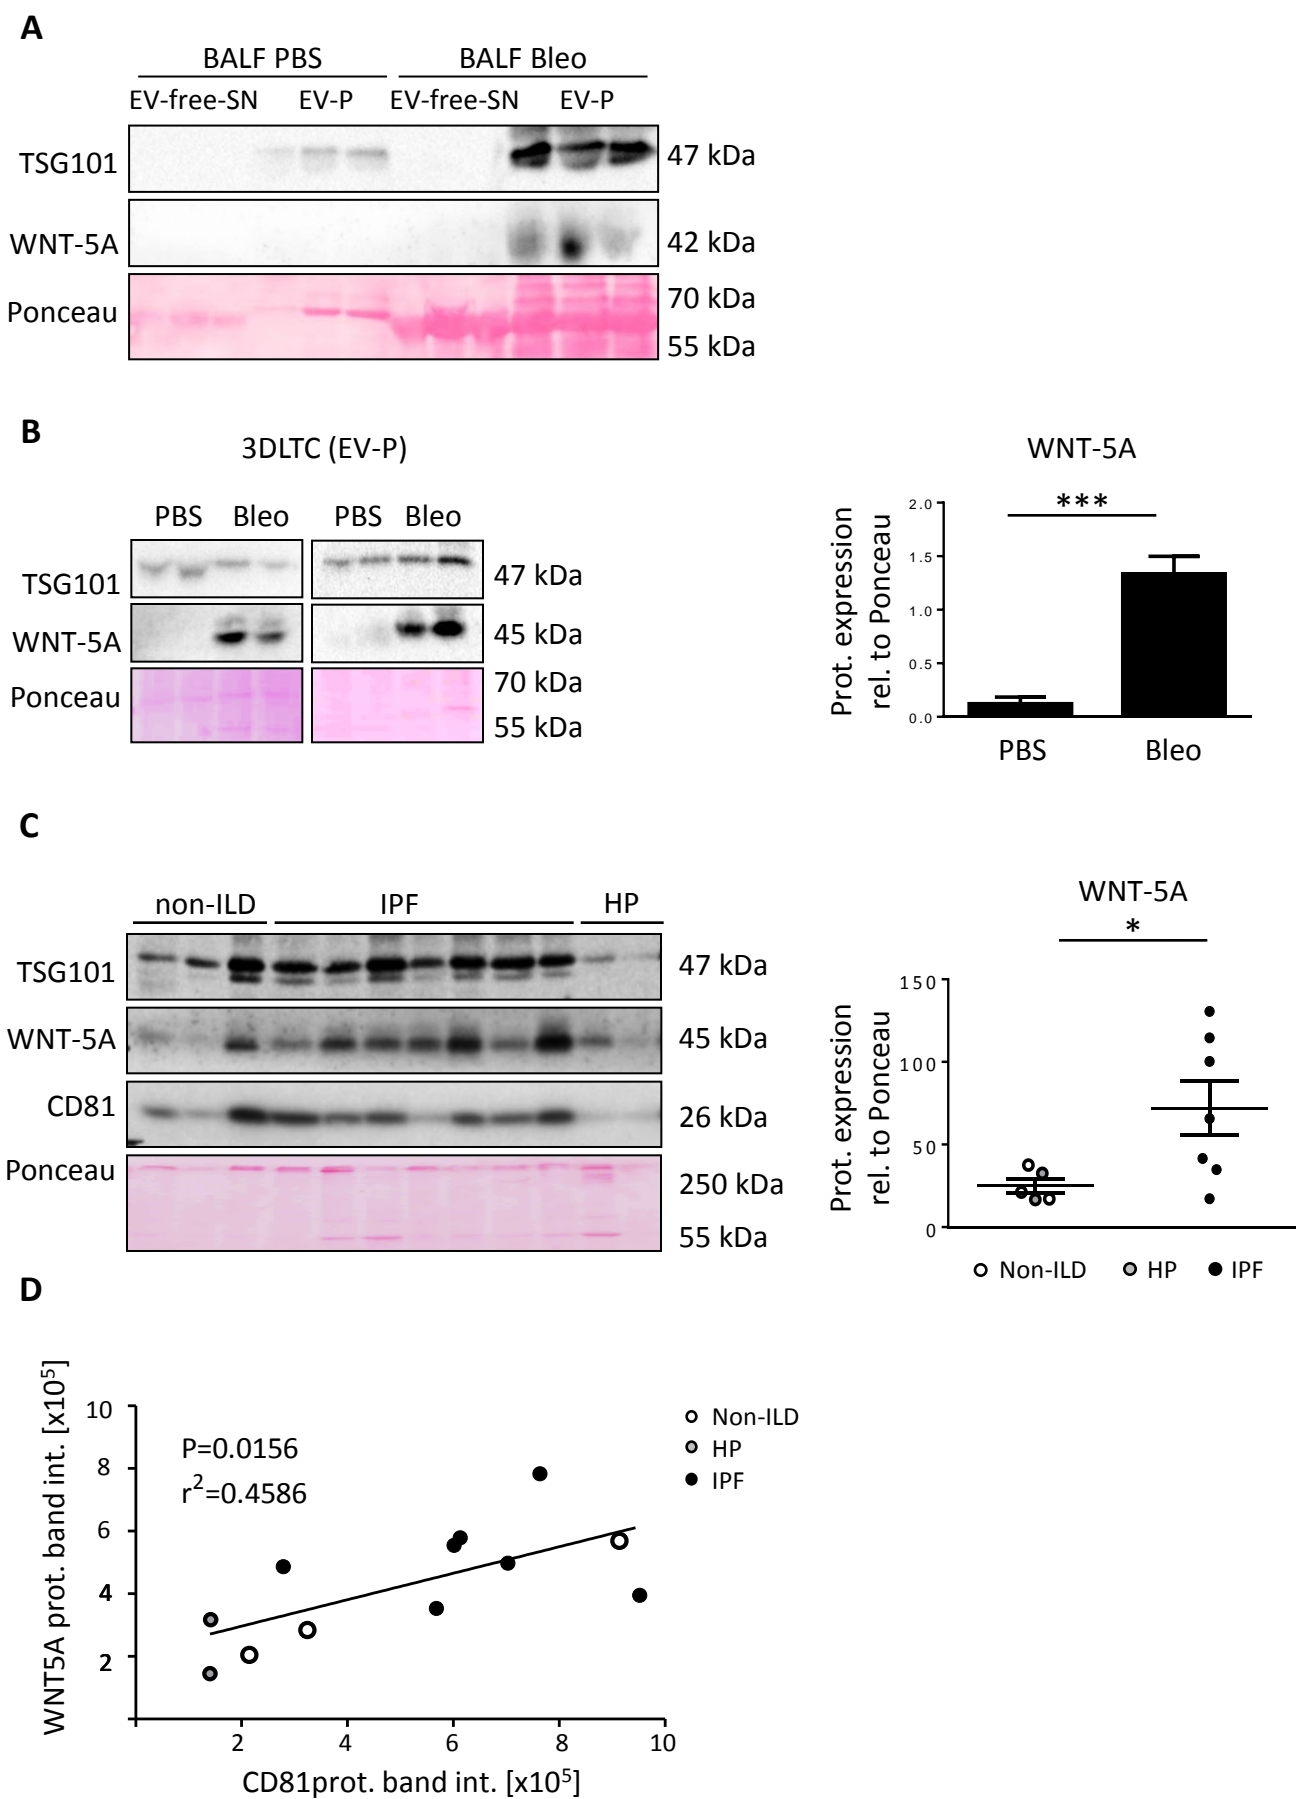 A
BALF PBS BALF Bleo
EV-free-SN EV-P EV-free-SN EV-P
TSG101 47 kDa
WNT-5A 42 kDa
Ponceau 70 kDa
55 kDa
B
3DLTC (EV-P)
PBS Bleo PBS Bleo
TSG101 47 kDa
WNT-5A 45 kDa
Ponceau 70 kDa
55 kDa
WNT-5A
***
Prot. expression
rel. to Ponceau
2.0
1.5
1.0
0.5
0.0
PBS Bleo
C
non-ILD IPF HP
TSG101 47 kDa
WNT-5A 45 kDa
CD81 26 kDa
Ponceau 250 kDa
55 kDa
WNT-5A
*
Prot. expression
rel. to Ponceau
150
100
50
0
Non-ILD HP IPF
D
WNT5A prot. band int. [x10⁵]
10
8
6
4
2
P=0.0156
r²=0.4586
Non-ILD
HP
IPF
2 4 6 8 10
CD81prot. band int. [x10⁵]